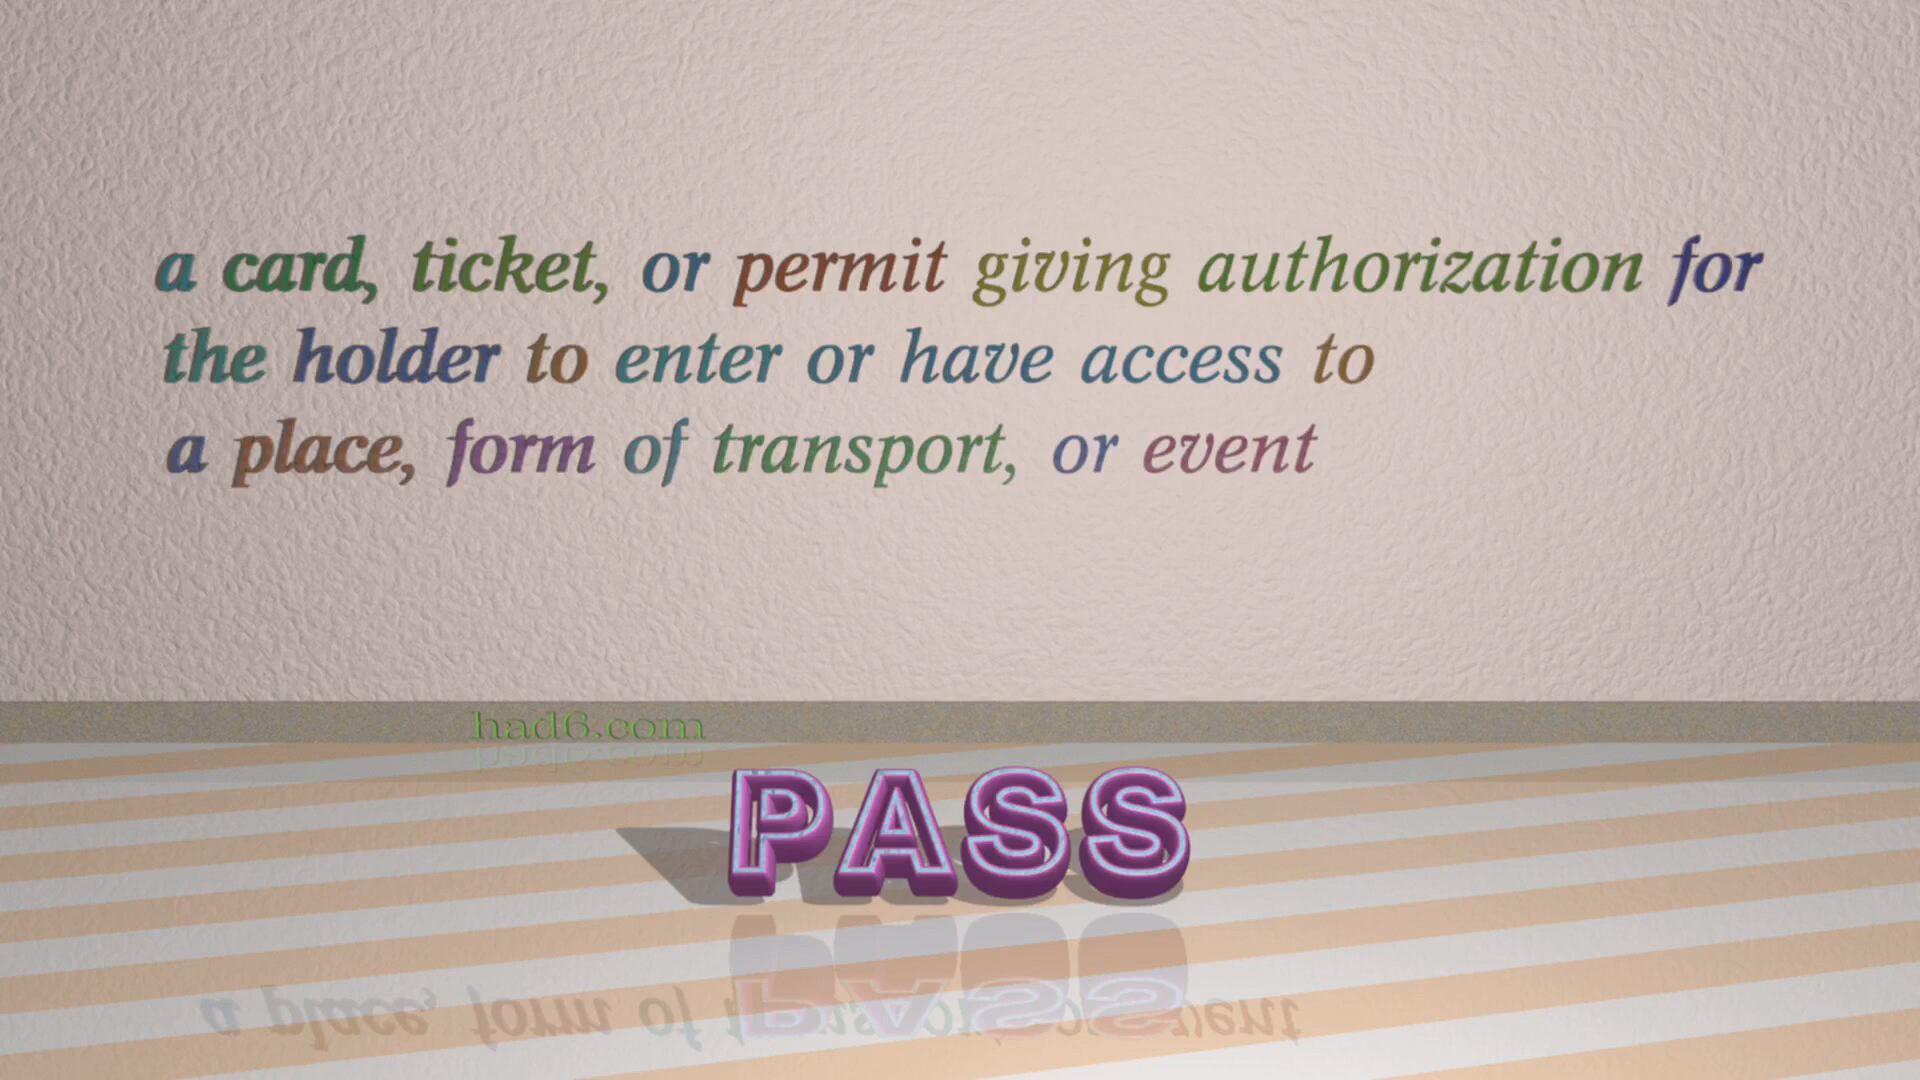 a card, ticket, or permit giving authorization for
the holder to enter or have access to
a place, form of transport, or event
had6.com
PASS